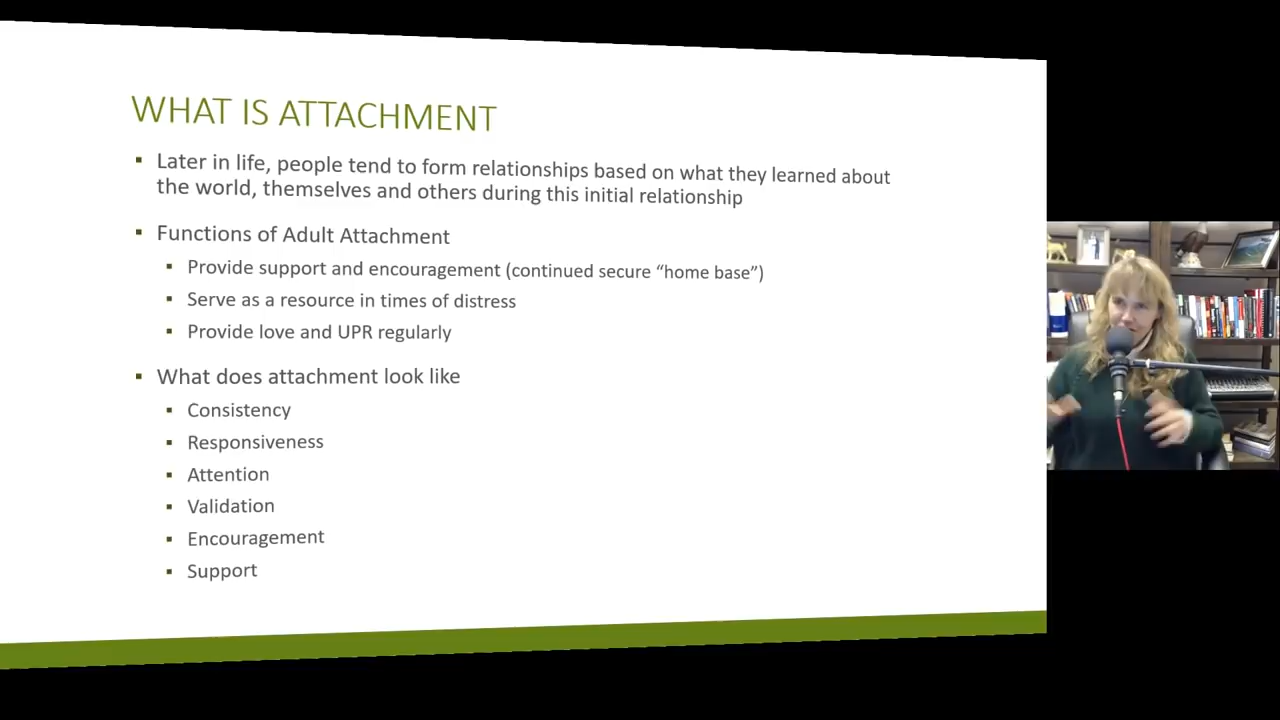 WHAT IS ATTACHMENT
▪ Later in life, people tend to form relationships based on what they learned about
the world, themselves and others during this initial relationship
▪ Functions of Adult Attachment
▪ Provide support and encouragement (continued secure “home base”)
▪ Serve as a resource in times of distress
▪ Provide love and UPR regularly
▪ What does attachment look like
▪ Consistency
▪ Responsiveness
▪ Attention
▪ Validation
▪ Encouragement
▪ Support